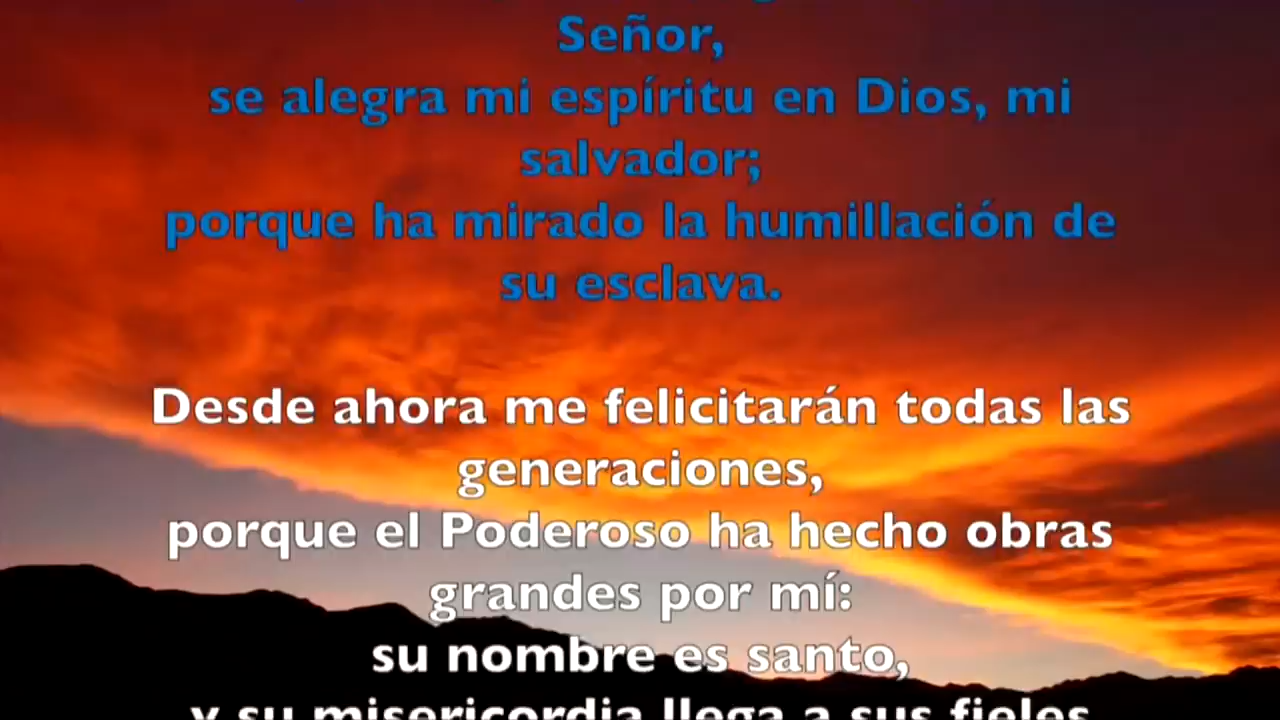 Señor,
se alegra mi espíritu en Dios, mi
salvador;
porque ha mirado la humillación de
su esclava.
Desde ahora me felicitarán todas las
generaciones,
porque el Poderoso ha hecho obras
grandes por mí:
su nombre es santo,
y su misericordia llega a sus fieles